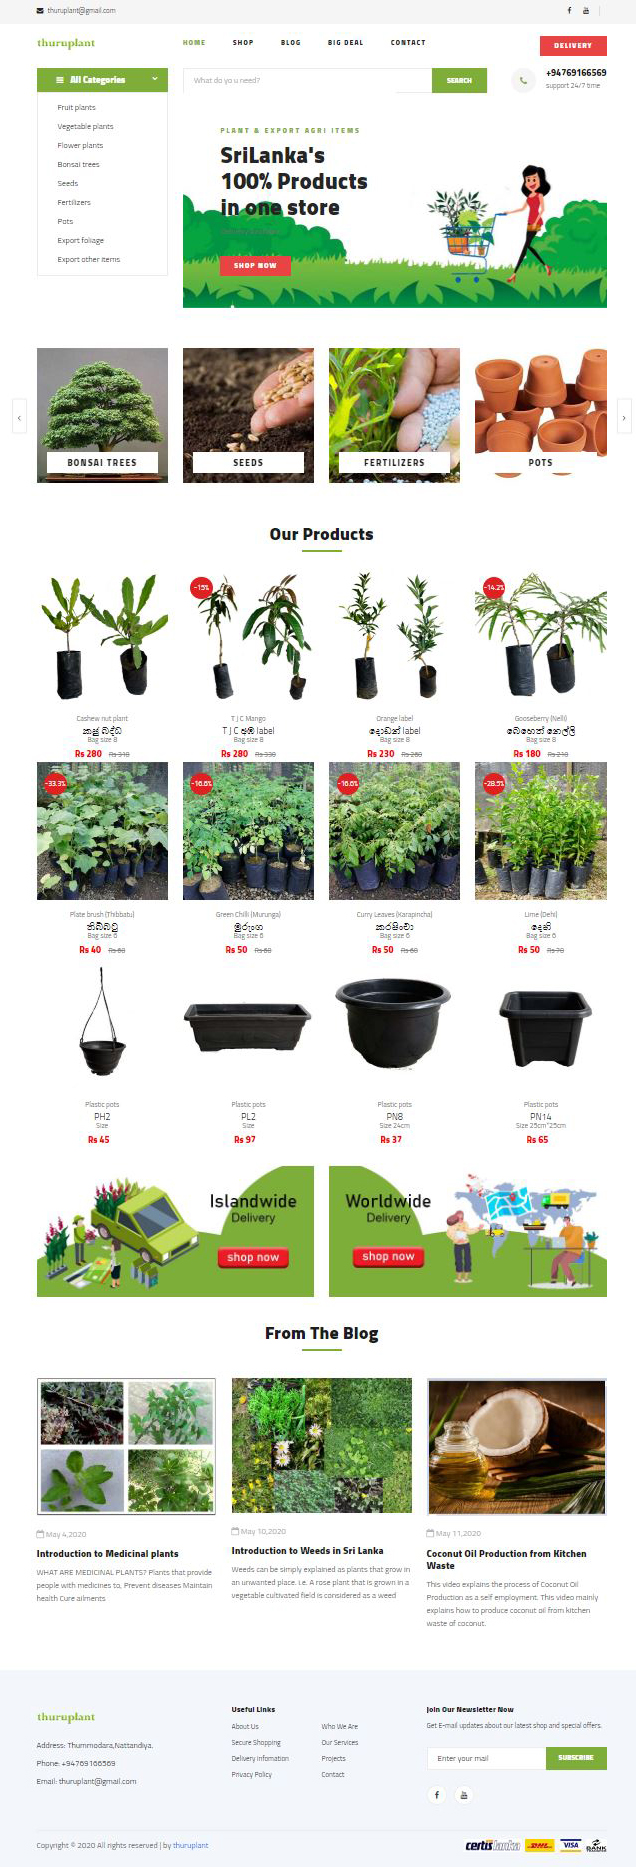 thuruplant@gmail.com
thuruplant
HOME SHOP BLOG BIG DEAL CONTACT
DELIVERY
All Categories
What do yo u need?
SEARCH
+94769166569
support 24/7 time
Fruit plants
Vegetable plants
Flower plants
Bonsai trees
Seeds
Fertilizers
Pots
Export foliage
Export other items
PLANT & EXPORT AGRI ITEMS
SriLanka's
100% Products
in one store
SHOP NOW
BONSAI TREES
SEEDS
FERTILIZERS
POTS
Our Products
-15%
-14.2%
Cashew nut plant
කජු බද්ධ
Bag size 8
Rs 280 Rs 310
T J C Mango
T J C අඹ label
Bag size 8
Rs 280 Rs 330
Orange label
දොඩන් label
Bag size 8
Rs 230 Rs 260
Gooseberry (Nelli)
බෙහෙත් නෙල්ලි
Bag size 8
Rs 180 Rs 210
-33.3%
-16.6%
-16.6%
-28.5%
Plate brush (Thibbatu)
තිබ්බටු
Bag size 6
Rs 40 Rs 60
Green Chilli (Murunga)
මුරුංගා
Bag size 6
Rs 50 Rs 60
Curry Leaves (Karapincha)
කරපිංචා
Bag size 6
Rs 50 Rs 60
Lime (Dehi)
දෙහි
Bag size 6
Rs 50 Rs 70
Plastic pots
PH2
Size
Rs 45
Plastic pots
PL2
Size
Rs 97
Plastic pots
PN8
Size 24cm
Rs 37
Plastic pots
PN14
Size 25cm*25cm
Rs 65
Islandwide
Delivery
shop now
Worldwide
Delivery
shop now
From The Blog
May 4,2020
Introduction to Medicinal plants
WHAT ARE MEDICINAL PLANTS? Plants that provide
people with medicines to, Prevent diseases Maintain
health Cure ailments
May 10,2020
Introduction to Weeds in Sri Lanka
Weeds can be simply explained as plants that grow in
an unwanted place. i.e. A rose plant that is grown in a
vegetable cultivated field is considered as a weed
May 11,2020
Coconut Oil Production from Kitchen
Waste
This video explains the process of Coconut Oil
Production as a self employment. This video mainly
explains how to produce coconut oil from kitchen
waste of coconut.
thuruplant
Address: Thummodara,Nattandiya.
Phone: +94769166569
Email: thuruplant@gmail.com
Useful Links
About Us
Secure Shopping
Delivery infomation
Privacy Policy
Who We Are
Our Services
Projects
Contact
Join Our Newsletter Now
Get E-mail updates about our latest shop and special offers.
Enter your mail
SUBSCRIBE
Copyright © 2020 All rights reserved | by thuruplant
certis lanka
DHL
VISA
BANK